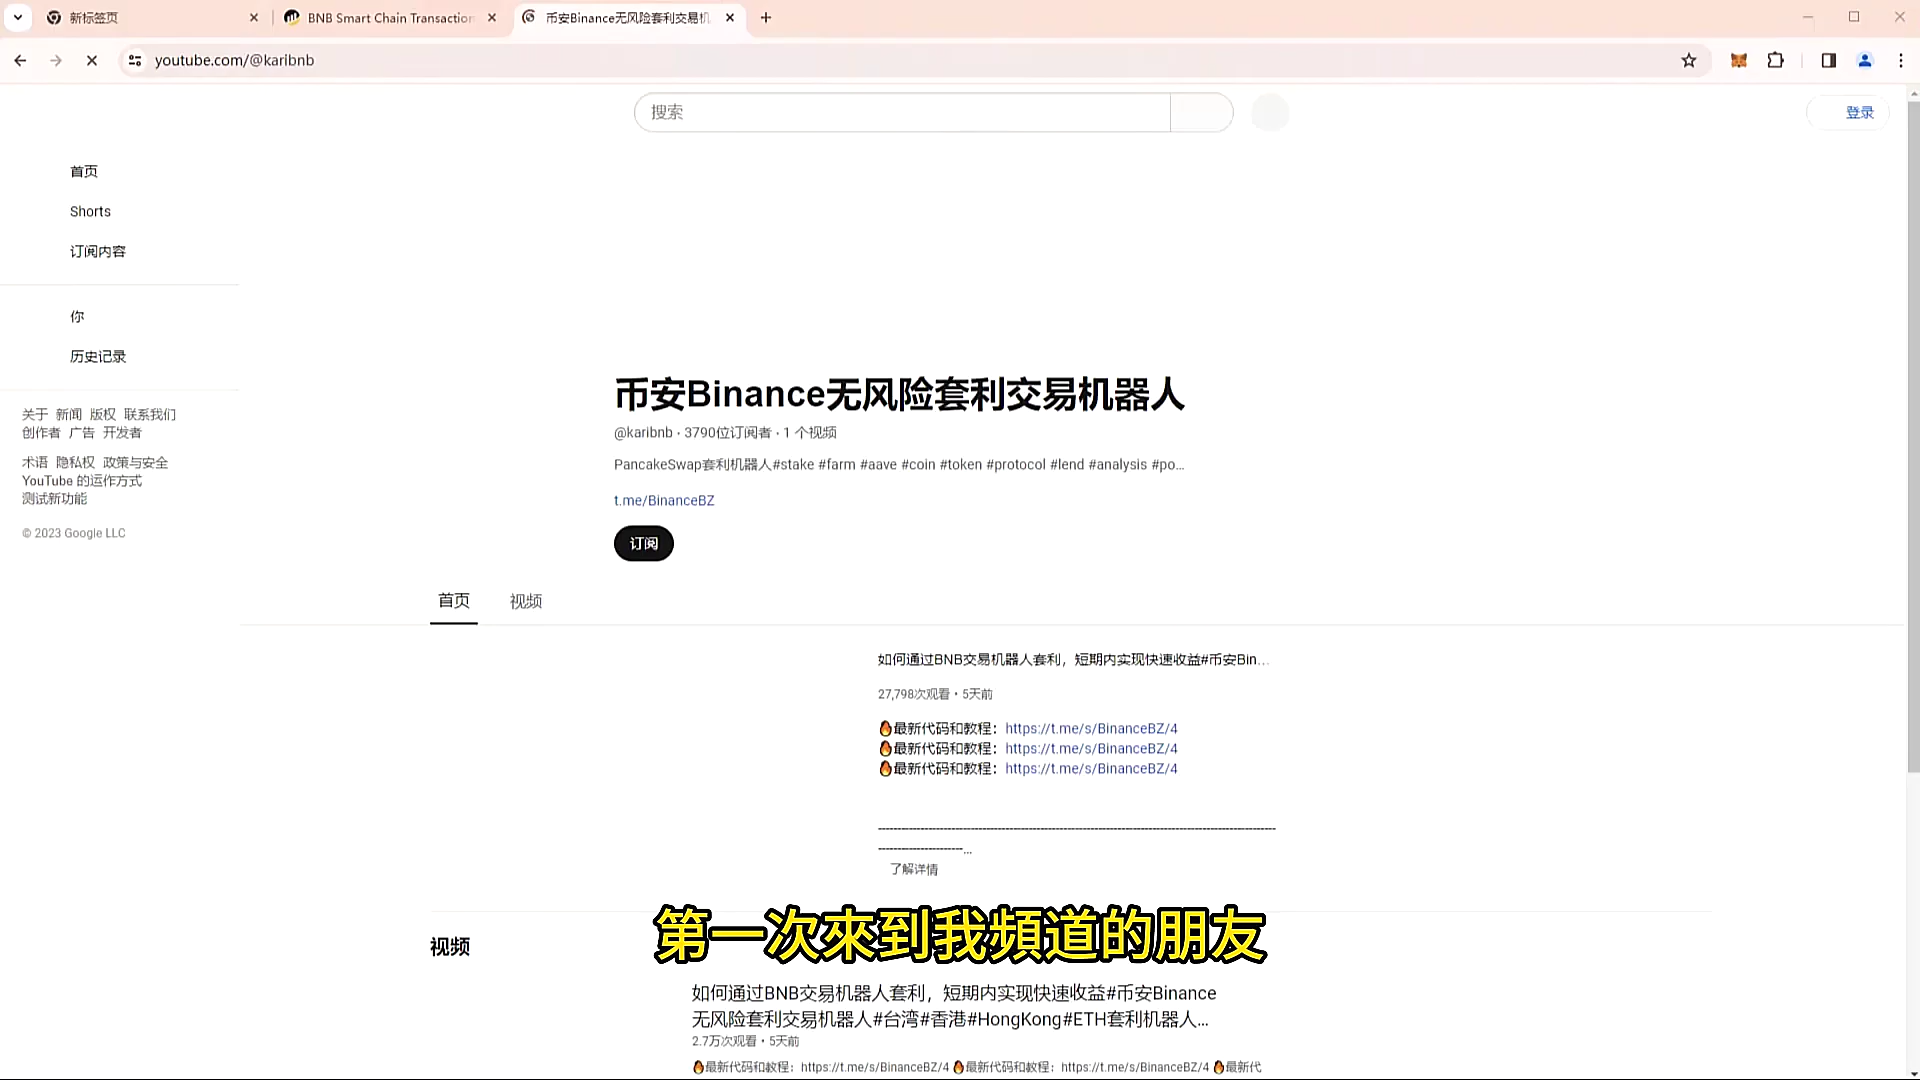 新标签页
BNB Smart Chain Transaction
币安Binance无风险套利交易机
youtube.com/@karibnb
搜索
登录
首页
Shorts
订阅内容
你
历史记录
关于 新闻 版权 联系我们
创作者 广告 开发者
术语 隐私权 政策与安全
YouTube 的运作方式
测试新功能
© 2023 Google LLC
币安Binance无风险套利交易机器人
@karibnb · 3790位订阅者 · 1 个视频
PancakeSwap套利机器人#stake #farm #aave #coin #token #protocol #lend #analysis #po...
t.me/BinanceBZ
订阅
首页 视频
如何通过BNB交易机器人套利，短期内实现快速收益#币安Bin...
27,798次观看 • 5天前
🔥最新代码和教程：https://t.me/s/BinanceBZ/4
🔥最新代码和教程：https://t.me/s/BinanceBZ/4
🔥最新代码和教程：https://t.me/s/BinanceBZ/4
了解详情
第一次來到我頻道的朋友
视频
如何通过BNB交易机器人套利，短期内实现快速收益#币安Binance
无风险套利交易机器人#台湾#香港#HongKong#ETH套利机器人...
2.7万次观看 • 5天前
🔥最新代码和教程：https://t.me/s/BinanceBZ/4 🔥最新代码和教程：https://t.me/s/BinanceBZ/4 🔥最新代